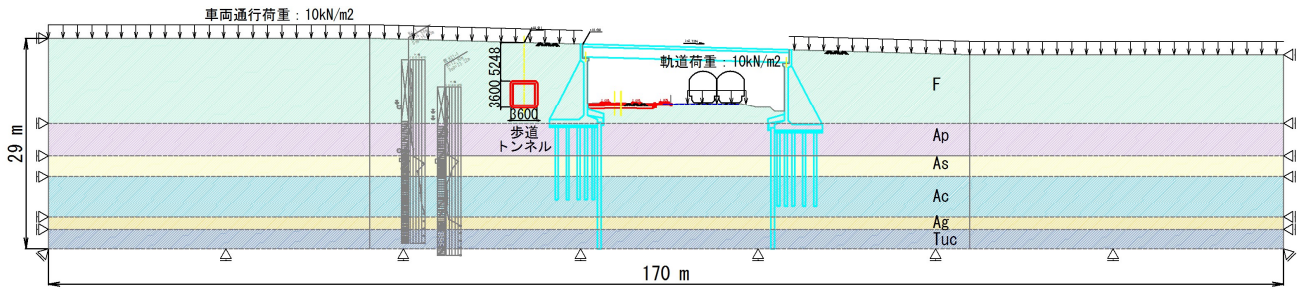 車両通行荷重：10kN/m2
軌道荷重：10kN/m2
5248
3600
3600
歩道
トンネル
F
Ap
As
Ac
Ag
Tuc
29 m
170 m